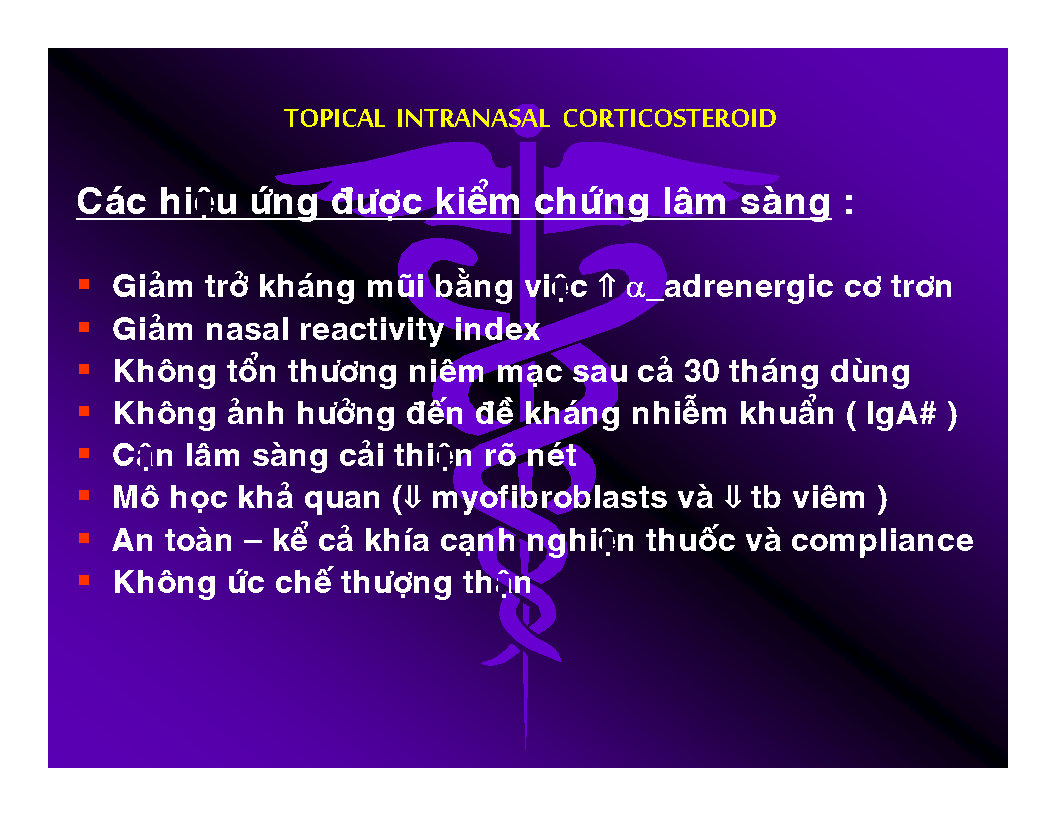 TOPICAL INTRANASAL CORTICOSTEROID
Các hiệu ứng được kiểm chứng lâm sàng :
▪ Giảm trở kháng mũi bằng việc ⇑ α_adrenergic cơ trơn
▪ Giảm nasal reactivity index
▪ Không tổn thương niêm mạc sau cả 30 tháng dùng
▪ Không ảnh hưởng đến đề kháng nhiễm khuẩn ( IgA# )
▪ Cận lâm sàng cải thiện rõ nét
▪ Mô học khả quan (⇓ myofibroblasts và ⇓ tb viêm )
▪ An toàn – kể cả khía cạnh nghiện thuốc và compliance
▪ Không ức chế thượng thận